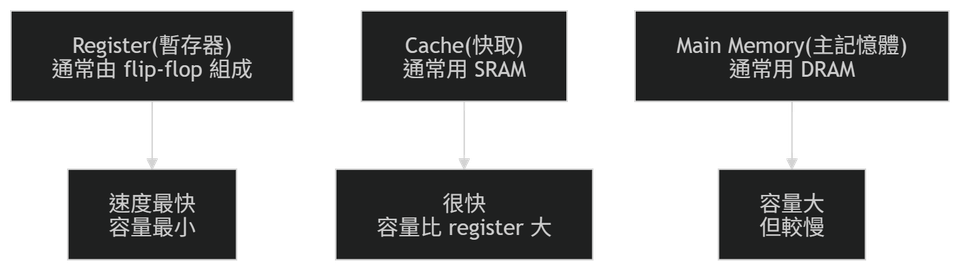 Register(暫存器)
通常由 flip-flop 組成
Cache(快取)
通常用 SRAM
Main Memory(主記憶體)
通常用 DRAM
速度最快
容量最小
很快
容量比 register 大
容量大
但較慢